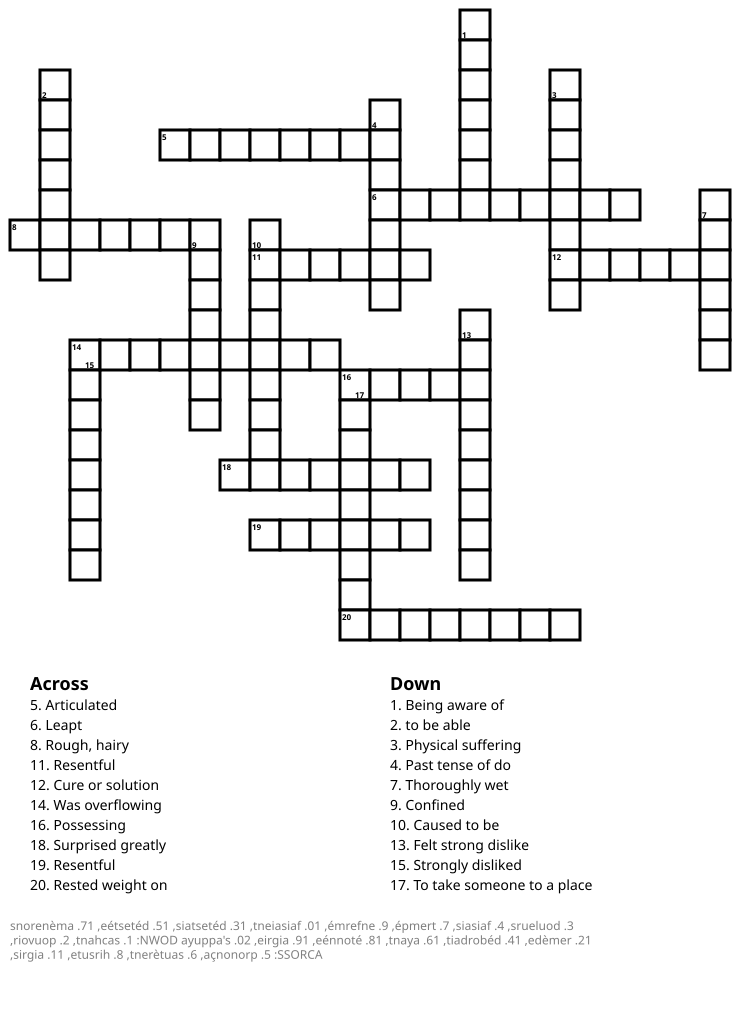 1
2
3
4
5
6
7
8
9
10
11
12
13
14
15
16
17
18
19
20
Across
5. Articulated
6. Leapt
8. Rough, hairy
11. Resentful
12. Cure or solution
14. Was overflowing
16. Possessing
18. Surprised greatly
19. Resentful
20. Rested weight on
Down
1. Being aware of
2. to be able
3. Physical suffering
4. Past tense of do
7. Thoroughly wet
9. Confined
10. Caused to be
13. Felt strong dislike
15. Strongly disliked
17. To take someone to a place
snorenèma .71 ,eétsetéd .51 ,siatsetéd .31 ,tneiasiaf .01 ,émrefne .9 ,épmert .7 ,siasiaf .4 ,srueluod .3
,riovuop .2 ,tnahcas .1 :NWOD ayuppa's .02 ,eirgia .91 ,eénnoté .81 ,tnaya .61 ,tiadrobéd .41 ,edèmer .21
,sirgia .11 ,etusrih .8 ,tnerètuas .6 ,açnonorp .5 :SSORCA